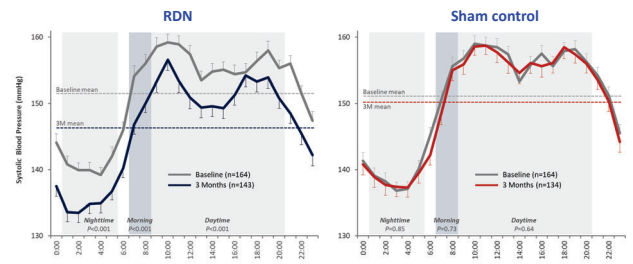 RDN
Sham control
Systolic Blood Pressure (mmHg)
160
150
140
130
Baseline mean
3M mean
Baseline (n=164)
3 Months (n=143)
Nighttime
P<0.001
Morning
P<0.001
Daytime
P<0.001
0:00
2:00
4:00
6:00
8:00
10:00
12:00
14:00
16:00
18:00
20:00
22:00
160
150
140
130
Baseline mean
3M mean
Baseline (n=164)
3 Months (n=134)
Nighttime
P=0.85
Morning
P=0.73
Daytime
P=0.64
0:00
2:00
4:00
6:00
8:00
10:00
12:00
14:00
16:00
18:00
20:00
22:00